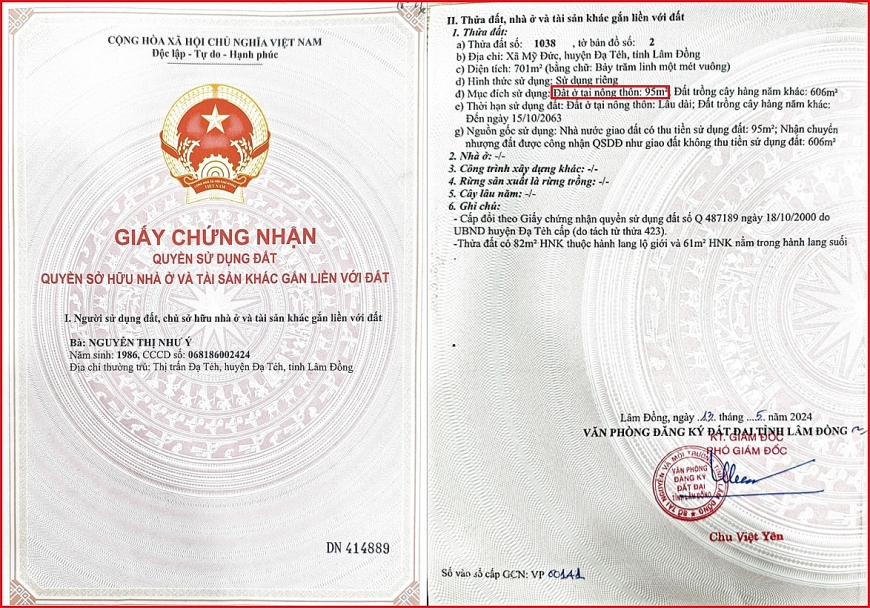 CỘNG HÒA XÃ HỘI CHỦ NGHĨA VIỆT NAM
Độc lập - Tự do - Hạnh phúc
VIỆT NAM
GIẤY CHỨNG NHẬN
QUYỀN SỬ DỤNG ĐẤT
QUYỀN SỞ HỮU NHÀ Ở VÀ TÀI SẢN KHÁC GẮN LIỀN VỚI ĐẤT
I. Người sử dụng đất, chủ sở hữu nhà ở và tài sản khác gắn liền với đất
Bà: NGUYỄN THỊ NHƯ Ý
Năm sinh: 1986, CCCD số: 068186002424
Địa chỉ thường trú: Thị trấn Đạ Tẻh, huyện Đạ Tẻh, tỉnh Lâm Đồng
DN 414889
II. Thửa đất, nhà ở và tài sản khác gắn liền với đất
1. Thửa đất:
a) Thửa đất số: 1038 , tờ bản đồ số: 2
b) Địa chỉ: Xã Mỹ Đức, huyện Đạ Tẻh, tỉnh Lâm Đồng
c) Diện tích: 701m² (bằng chữ: Bảy trăm linh một mét vuông)
d) Hình thức sử dụng: Sử dụng riêng
đ) Mục đích sử dụng: Đất ở tại nông thôn: 95m², Đất trồng cây hàng năm khác: 606m²
e) Thời hạn sử dụng đất: Đất ở tại nông thôn: Lâu dài; Đất trồng cây hàng năm khác:
Đến ngày 15/10/2063
g) Nguồn gốc sử dụng: Nhà nước giao đất có thu tiền sử dụng đất: 95m²; Nhận chuyển
nhượng đất được công nhận QSDĐ như giao đất không thu tiền sử dụng đất: 606m²
2. Nhà ở: -/-
3. Công trình xây dựng khác: -/-
4. Rừng sản xuất là rừng trồng: -/-
5. Cây lâu năm: -/-
6. Ghi chú:
- Cấp đổi theo Giấy chứng nhận quyền sử dụng đất số Q 487189 ngày 18/10/2000 do
UBND huyện Đạ Tẻh cấp (do tách từ thửa 423).
-Thửa đất có 82m² HNK thuộc hành lang lộ giới và 61m² HNK nằm trong hành lang suối
Lâm Đồng, ngày 13 tháng ...5. năm 2024
VĂN PHÒNG ĐĂNG KÝ ĐẤT ĐAI TỈNH LÂM ĐỒNG
KT. GIÁM ĐỐC
PHÓ GIÁM ĐỐC
VĂN PHÒNG
ĐĂNG KÝ
ĐẤT ĐAI
TỈNH LÂM ĐỒNG
Chu Việt Yên
Số vào sổ cấp GCN: VP 60141